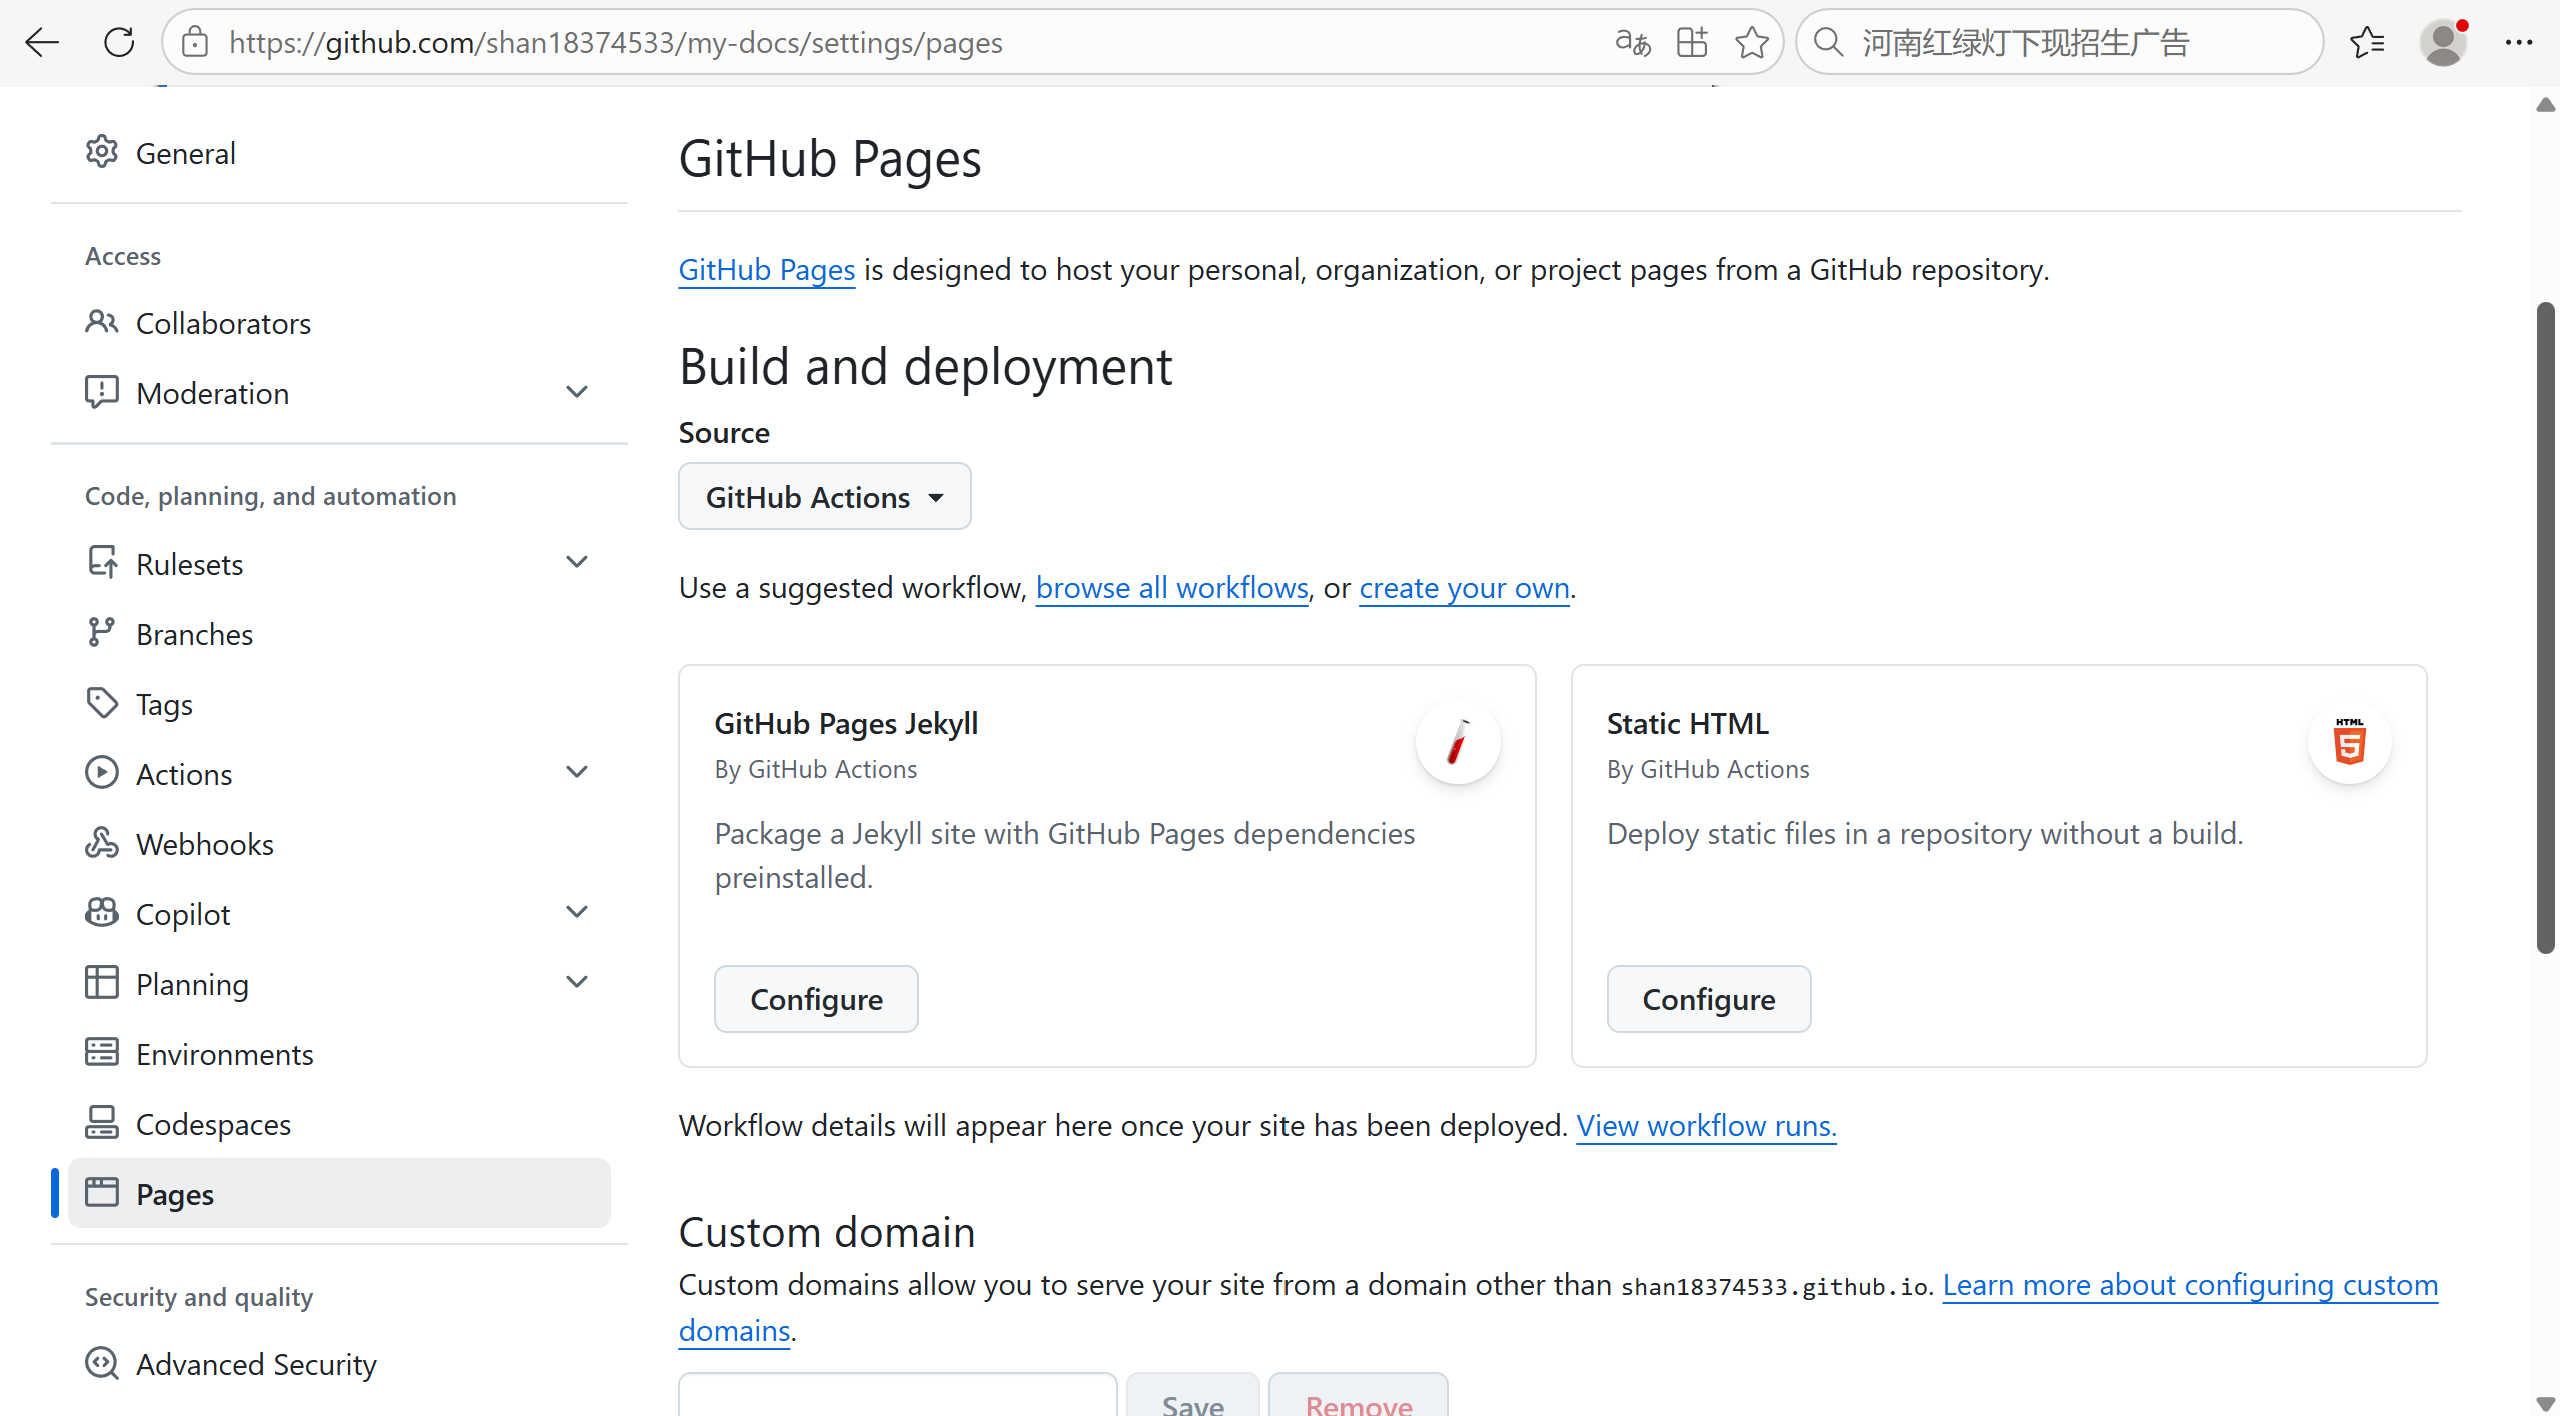 https://github.com/shan18374533/my-docs/settings/pages
河南红绿灯下现招生广告
General
Access
Collaborators
Moderation
Code, planning, and automation
Rulesets
Branches
Tags
Actions
Webhooks
Copilot
Planning
Environments
Codespaces
Pages
Security and quality
Advanced Security
GitHub Pages
GitHub Pages is designed to host your personal, organization, or project pages from a GitHub repository.
Build and deployment
Source
GitHub Actions
Use a suggested workflow, browse all workflows, or create your own.
GitHub Pages Jekyll
By GitHub Actions
Package a Jekyll site with GitHub Pages dependencies
preinstalled.
Configure
Static HTML
HTML
5
By GitHub Actions
Deploy static files in a repository without a build.
Configure
Workflow details will appear here once your site has been deployed. View workflow runs.
Custom domain
Custom domains allow you to serve your site from a domain other than shan18374533.github.io. Learn more about configuring custom
domains.
Save
Remove